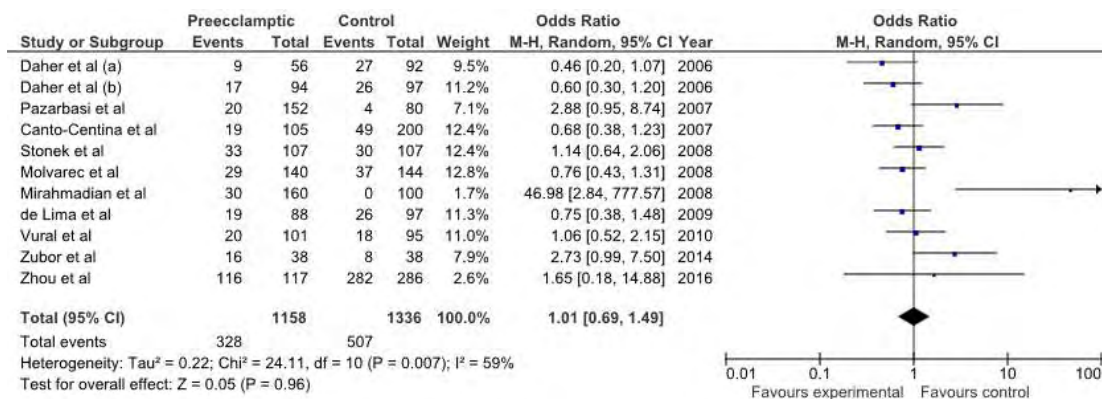 Preecclamptic Control Odds Ratio Odds Ratio
Study or Subgroup Events Total Events Total Weight M-H, Random, 95% CI Year M-H, Random, 95% CI
Daher et al (a) 9 56 27 92 9.5% 0.46 [0.20, 1.07] 2006
Daher et al (b) 17 94 26 97 11.2% 0.60 [0.30, 1.20] 2006
Pazarbasi et al 20 152 4 80 7.1% 2.88 [0.95, 8.74] 2007
Canto-Centina et al 19 105 49 200 12.4% 0.68 [0.38, 1.23] 2007
Stonek et al 33 107 30 107 12.4% 1.14 [0.64, 2.06] 2008
Molvarec et al 29 140 37 144 12.8% 0.76 [0.43, 1.31] 2008
Mirahmadian et al 30 160 0 100 1.7% 46.98 [2.84, 777.57] 2008
de Lima et al 19 88 26 97 11.3% 0.75 [0.38, 1.48] 2009
Vural et al 20 101 18 95 11.0% 1.06 [0.52, 2.15] 2010
Zubor et al 16 38 8 38 7.9% 2.73 [0.99, 7.50] 2014
Zhou et al 116 117 282 286 2.6% 1.65 [0.18, 14.88] 2016
Total (95% CI) 1158 1336 100.0% 1.01 [0.69, 1.49]
Total events 328 507
Heterogeneity: Tau² = 0.22; Chi² = 24.11, df = 10 (P = 0.007); I² = 59%
Test for overall effect: Z = 0.05 (P = 0.96)
0.01 0.1 1 10 100
Favours experimental Favours control